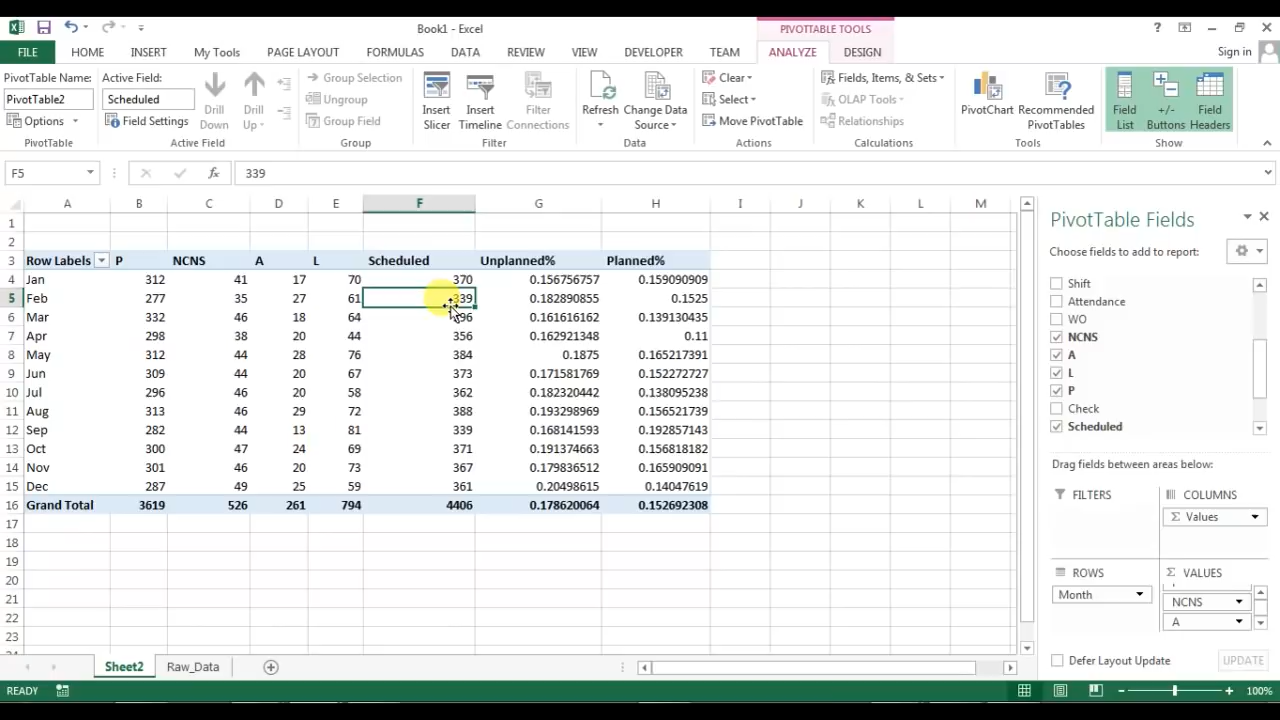 Book1 - Excel
PIVOTTABLE TOOLS
?
FILE HOME INSERT My Tools PAGE LAYOUT FORMULAS DATA REVIEW VIEW DEVELOPER TEAM ANALYZE DESIGN Sign in
PivotTable Name:
PivotTable2
Options
PivotTable
Active Field:
Scheduled
Field Settings
Drill Down
Drill Up
Active Field
Group Selection
Ungroup
Group Field
Group
Insert Slicer
Insert Timeline
Filter Connections
Filter
Refresh
Change Data Source
Data
Clear
Select
Move PivotTable
Actions
Fields, Items, & Sets
OLAP Tools
Relationships
Calculations
PivotChart
Recommended PivotTables
Tools
Field List
+/- Buttons
Field Headers
Show
F5 fx 339
A B C D E F G H I J K L M
1
2
3 Row Labels P NCNS A L Scheduled Unplanned% Planned%
4 Jan 312 41 17 70 370 0.156756757 0.159090909
5 Feb 277 35 27 61 339 0.182890855 0.1525
6 Mar 332 46 18 64 96 0.161616162 0.139130435
7 Apr 298 38 20 44 356 0.162921348 0.11
8 May 312 44 28 76 384 0.1875 0.165217391
9 Jun 309 44 20 67 373 0.171581769 0.152272727
10 Jul 296 46 20 58 362 0.182320442 0.138095238
11 Aug 313 46 29 72 388 0.193298969 0.156521739
12 Sep 282 44 13 81 339 0.168141593 0.192857143
13 Oct 300 47 24 69 371 0.191374663 0.156818182
14 Nov 301 46 20 73 367 0.179836512 0.165909091
15 Dec 287 49 25 59 361 0.20498615 0.14047619
16 Grand Total 3619 526 261 794 4406 0.178620064 0.152692308
17
18
19
20
21
22
23
PivotTable Fields
Choose fields to add to report:
Shift
Attendance
WO
NCNS
A
L
P
Check
Scheduled
Drag fields between areas below:
FILTERS
COLUMNS
Σ Values
ROWS
Month
Σ VALUES
NCNS
A
Defer Layout Update UPDATE
Sheet2 Raw_Data
READY 100%